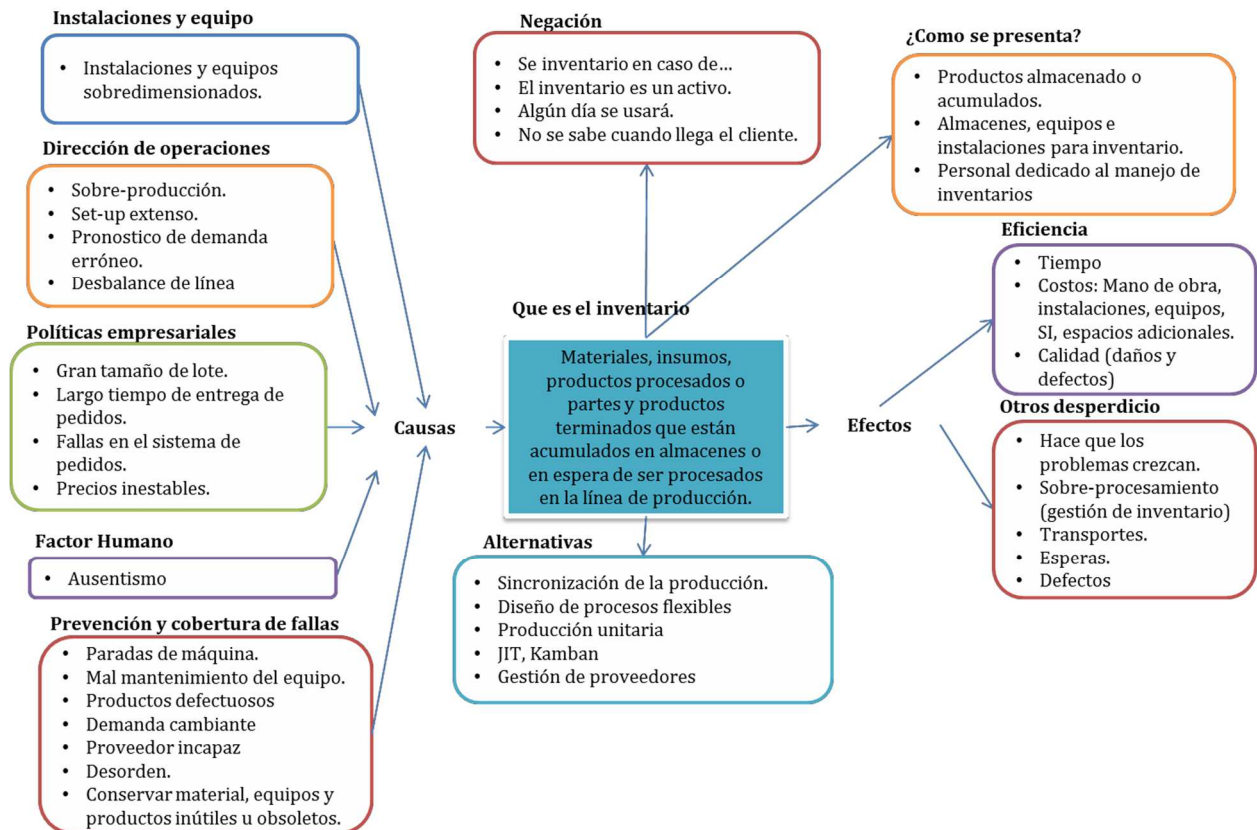 Instalaciones y equipo
• Instalaciones y equipos
sobredimensionados.
Dirección de operaciones
• Sobre-producción.
• Set-up extenso.
• Pronostico de demanda
erróneo.
• Desbalance de línea
Políticas empresariales
• Gran tamaño de lote.
• Largo tiempo de entrega de
pedidos.
• Fallas en el sistema de
pedidos.
• Precios inestables.
Factor Humano
• Ausentismo
Prevención y cobertura de fallas
• Paradas de máquina.
• Mal mantenimiento del equipo.
• Productos defectuosos
• Demanda cambiante
• Proveedor incapaz
• Desorden.
• Conservar material, equipos y
productos inútiles u obsoletos.
Causas
Negación
• Se inventario en caso de…
• El inventario es un activo.
• Algún día se usará.
• No se sabe cuando llega el cliente.
Que es el inventario
Materiales, insumos,
productos procesados o
partes y productos
terminados que están
acumulados en almacenes o
en espera de ser procesados
en la línea de producción.
Alternativas
• Sincronización de la producción.
• Diseño de procesos flexibles
• Producción unitaria
• JIT, Kamban
• Gestión de proveedores
¿Como se presenta?
• Productos almacenado o
acumulados.
• Almacenes, equipos e
instalaciones para inventario.
• Personal dedicado al manejo de
inventarios
Efectos
Eficiencia
• Tiempo
• Costos: Mano de obra,
instalaciones, equipos,
SI, espacios adicionales.
• Calidad (daños y
defectos)
Otros desperdicio
• Hace que los
problemas crezcan.
• Sobre-procesamiento
(gestión de inventario)
• Transportes.
• Esperas.
• Defectos